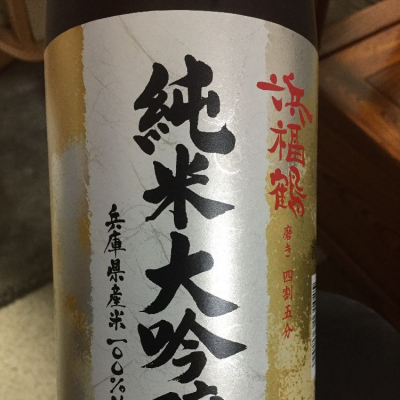 浜福鶴
磨き 四割五分
純米大吟
兵庫県産米一〇〇%